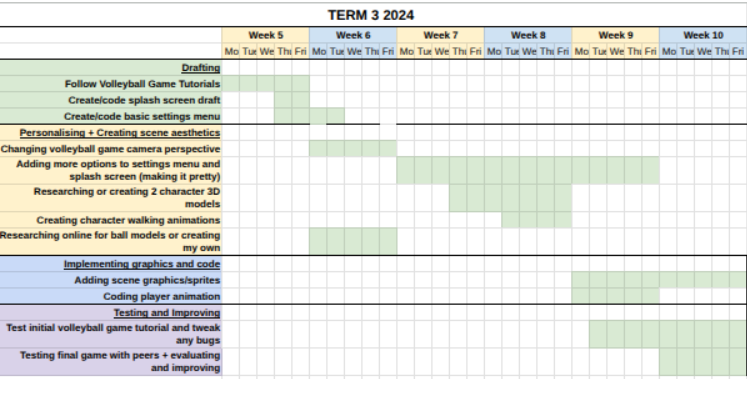 TERM 3 2024
Week 5 Week 6 Week 7 Week 8 Week 9 Week 10
Mo Tue We Thu Fri Mo Tue We Thu Fri Mo Tue We Thu Fri Mo Tue We Thu Fri Mo Tue We Thu Fri Mo Tue We Thu Fri
Drafting
Follow Volleyball Game Tutorials
Create/code splash screen draft
Create/code basic settings menu
Personalising + Creating scene aesthetics
Changing volleyball game camera perspective
Adding more options to settings menu and
splash screen (making it pretty)
Researching or creating 2 character 3D
models
Creating character walking animations
Researching online for ball models or creating
my own
Implementing graphics and code
Adding scene graphics/sprites
Coding player animation
Testing and Improving
Test initial volleyball game tutorial and tweak
any bugs
Testing final game with peers + evaluating
and improving